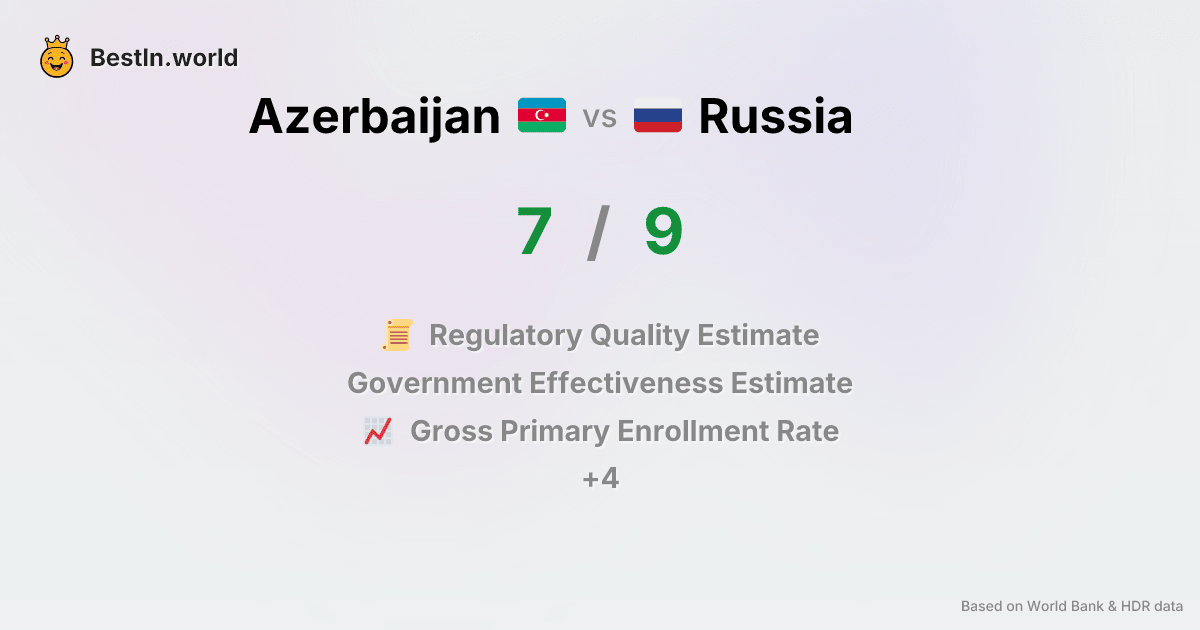 BestIn.world
Azerbaijan vs Russia
7 / 9
Regulatory Quality Estimate
Government Effectiveness Estimate
Gross Primary Enrollment Rate
+4
Based on World Bank & HDR data